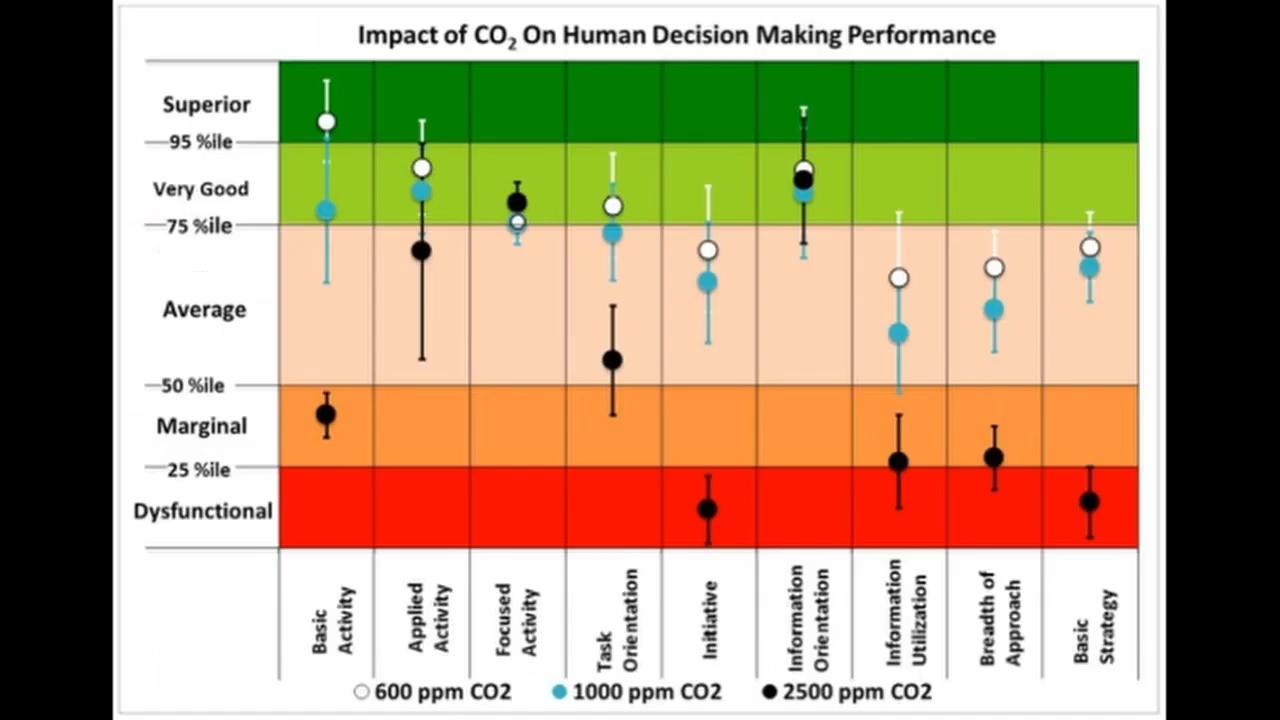 Impact of CO₂ On Human Decision Making Performance
Superior
95 %ile
Very Good
75 %ile
Average
50 %ile
Marginal
25 %ile
Dysfunctional
Basic
Activity
Applied
Activity
Focused
Activity
Task
Orientation
Initiative
Information
Orientation
Information
Utilization
Breadth of
Approach
Basic
Strategy
600 ppm CO2 1000 ppm CO2 2500 ppm CO2